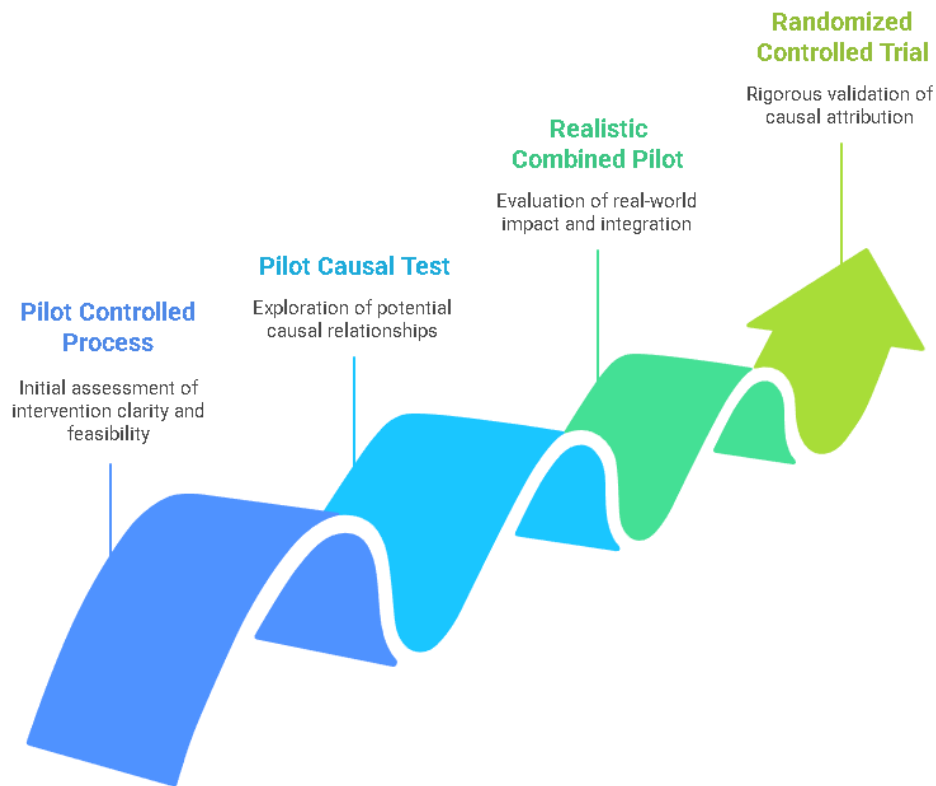 Pilot Controlled
Process
Initial assessment of
intervention clarity and
feasibility
Pilot Causal Test
Exploration of potential
causal relationships
Realistic
Combined Pilot
Evaluation of real-world
impact and integration
Randomized
Controlled Trial
Rigorous validation of
causal attribution